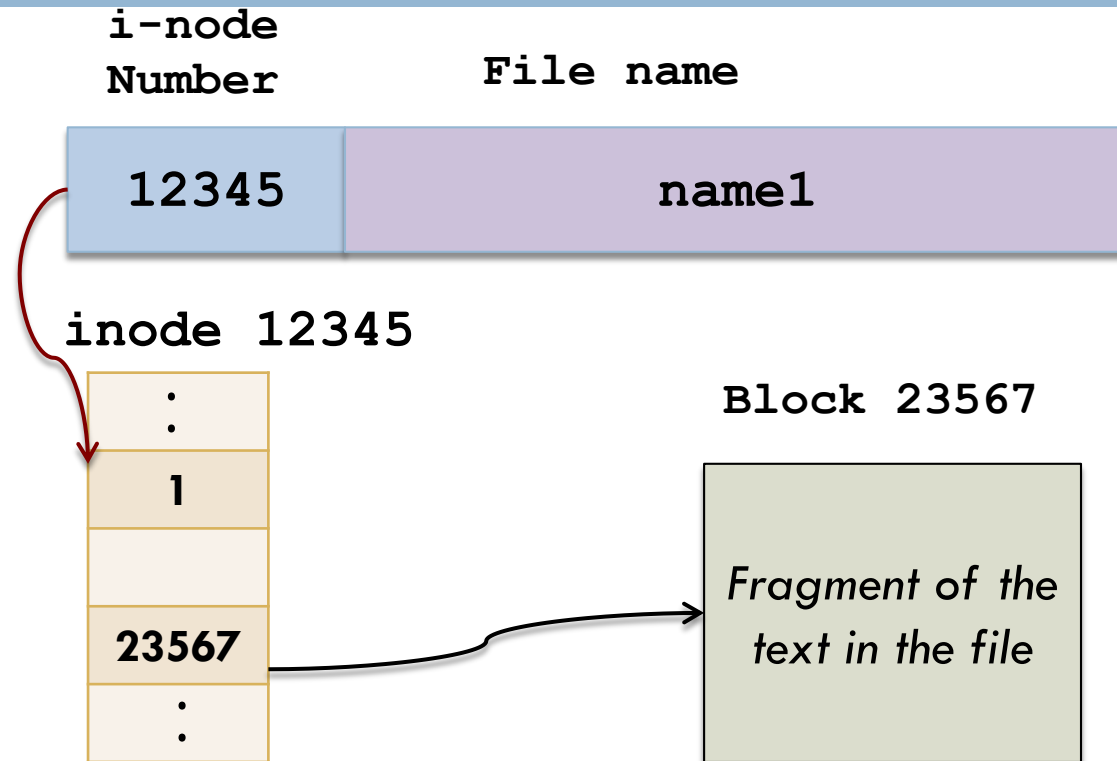 i-node
Number
File name
12345
name1
inode 12345
:
1
23567
:
Block 23567
Fragment of the
text in the file